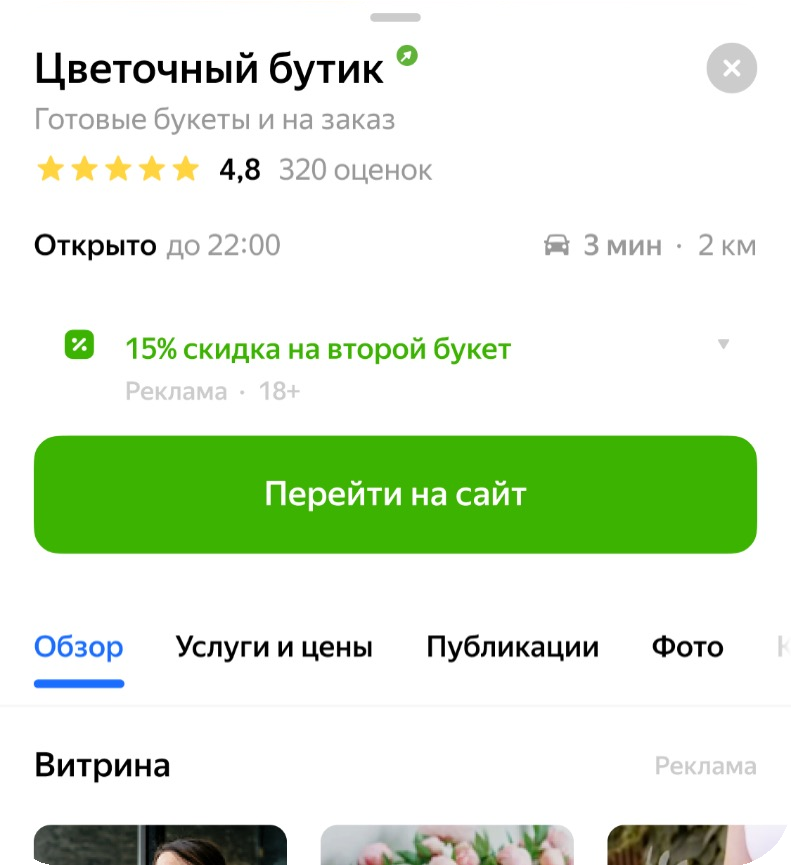 Цветочный бутик
Готовые букеты и на заказ
4,8 320 оценок
Открыто до 22:00 3 мин · 2 км
15% скидка на второй букет
Реклама · 18+
Перейти на сайт
Обзор Услуги и цены Публикации Фото
Витрина Реклама